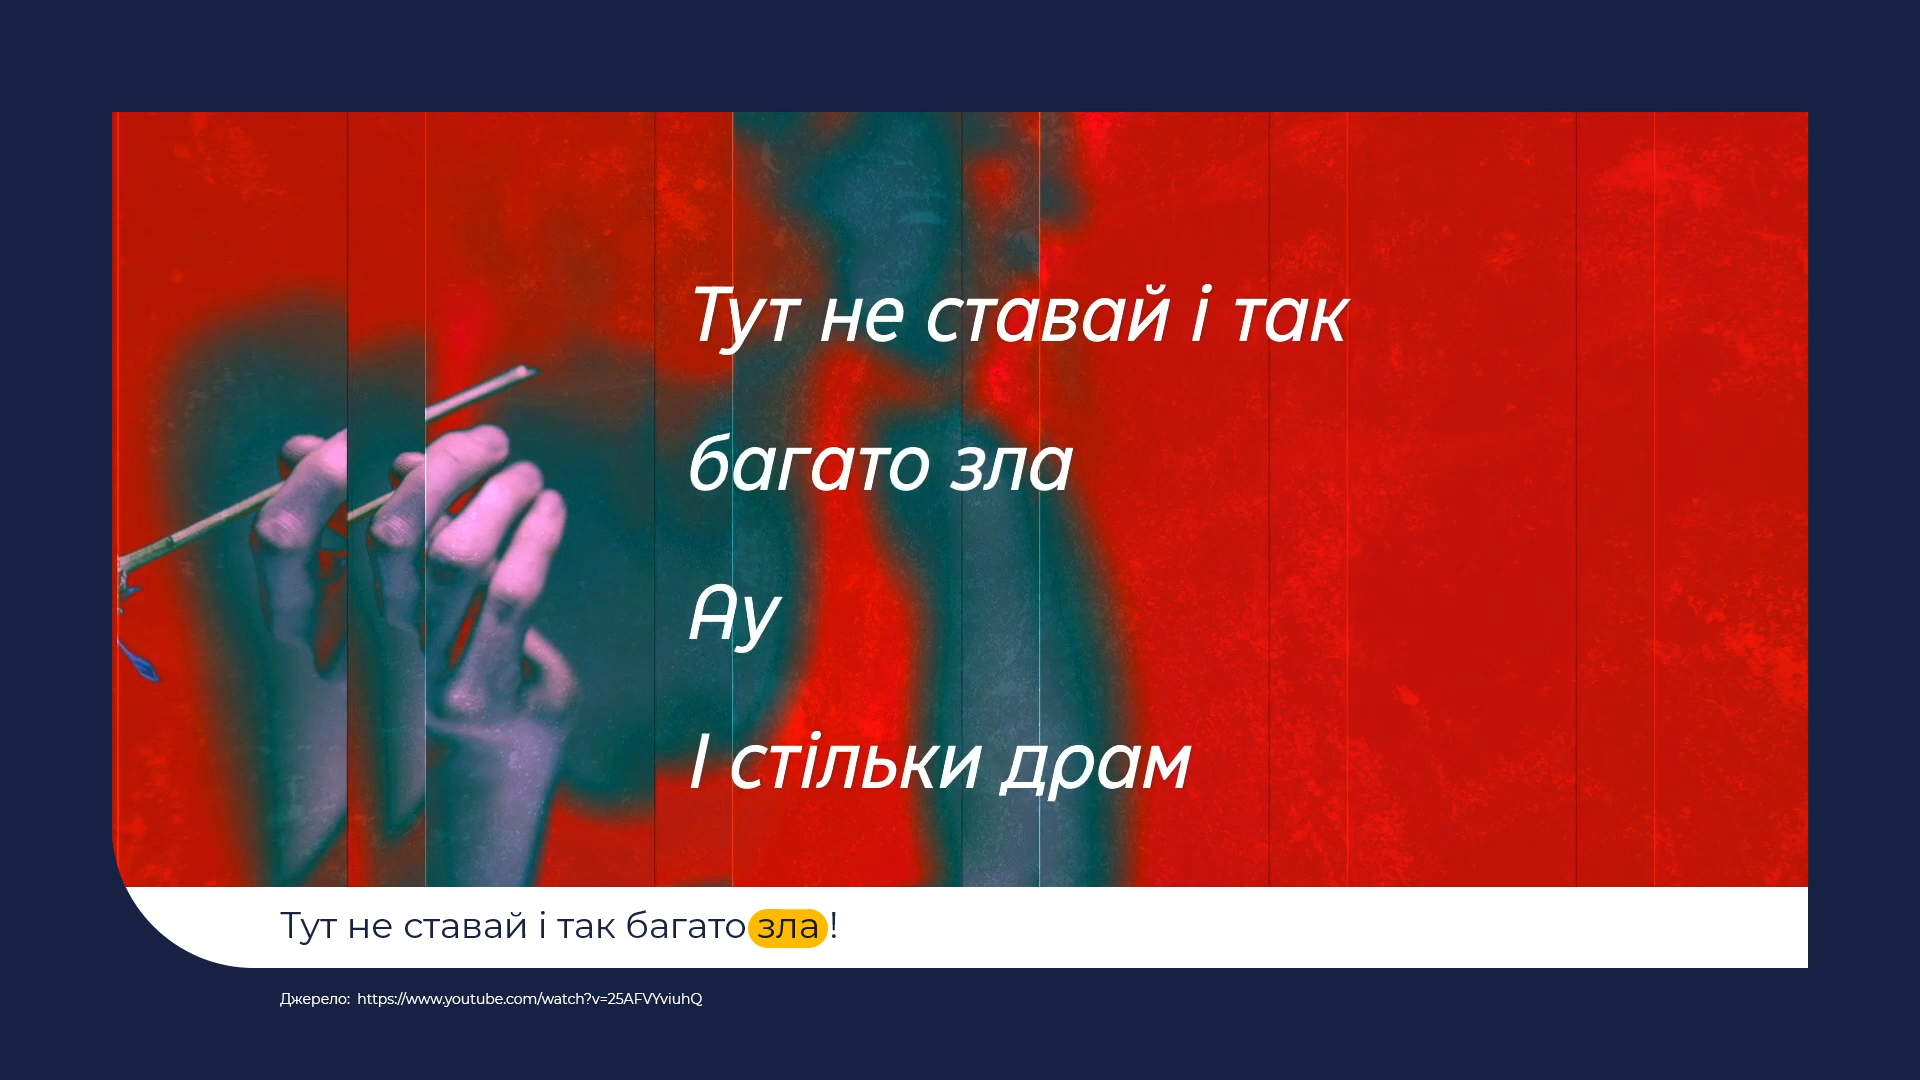 Тут не ставай і так
багато зла
Ау
І стільки драм
Тут не ставай і так багато зла!
Джерело: https://www.youtube.com/watch?v=25AFVYviuhQ